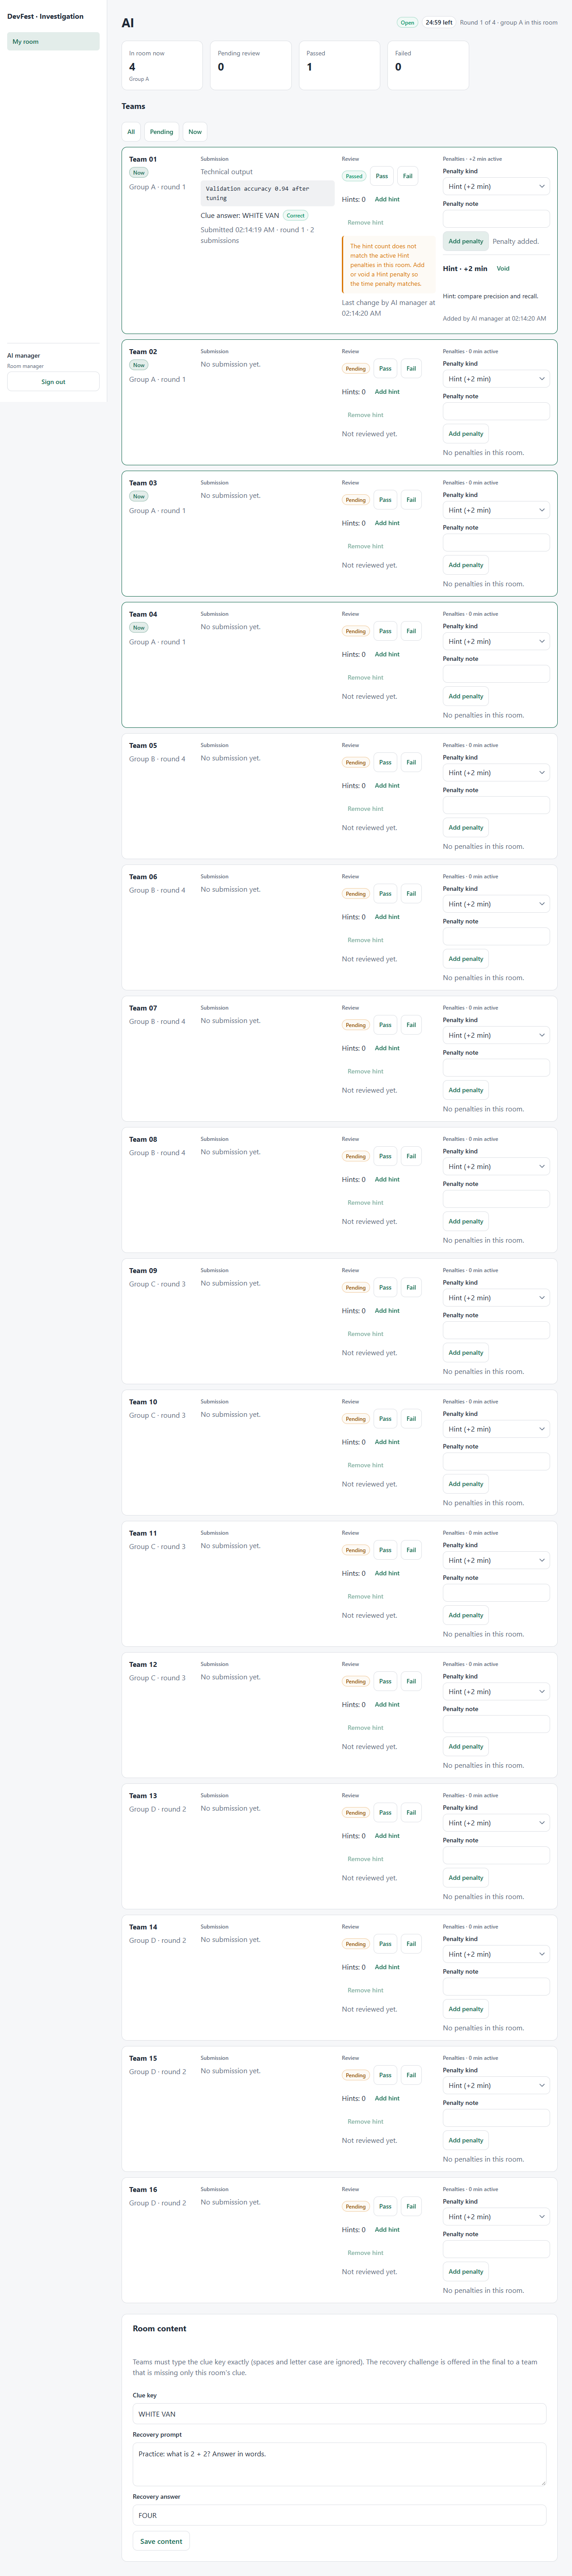 DevFest · Investigation
My room
AI manager
Room manager
Sign out
AI
Open
24:59 left
Round 1 of 4 · group A in this room
In room now
4
Group A
Pending review
0
Passed
1
Failed
0
Teams
All
Pending
Now
Team 01
Now
Group A · round 1
Submission
Technical output
Validation accuracy 0.94 after
tuning
Clue answer: WHITE VAN
Correct
Submitted 02:14:19 AM · round 1 · 2
submissions
Review
Passed
Pass
Fail
Hints: 0
Add hint
Remove hint
The hint count does not
match the active Hint
penalties in this room. Add
or void a Hint penalty so
the time penalty matches.
Last change by AI manager at
02:14:20 AM
Penalties · +2 min active
Penalty kind
Hint (+2 min)
Penalty note
Add penalty
Penalty added.
Hint · +2 min
Void
Hint: compare precision and recall.
Added by AI manager at 02:14:20 AM
Team 02
Now
Group A · round 1
Submission
No submission yet.
Review
Pending
Pass
Fail
Hints: 0
Add hint
Remove hint
Not reviewed yet.
Penalties · 0 min active
Penalty kind
Hint (+2 min)
Penalty note
Add penalty
No penalties in this room.
Team 03
Now
Group A · round 1
Submission
No submission yet.
Review
Pending
Pass
Fail
Hints: 0
Add hint
Remove hint
Not reviewed yet.
Penalties · 0 min active
Penalty kind
Hint (+2 min)
Penalty note
Add penalty
No penalties in this room.
Team 04
Now
Group A · round 1
Submission
No submission yet.
Review
Pending
Pass
Fail
Hints: 0
Add hint
Remove hint
Not reviewed yet.
Penalties · 0 min active
Penalty kind
Hint (+2 min)
Penalty note
Add penalty
No penalties in this room.
Team 05
Group B · round 4
Submission
No submission yet.
Review
Pending
Pass
Fail
Hints: 0
Add hint
Remove hint
Not reviewed yet.
Penalties · 0 min active
Penalty kind
Hint (+2 min)
Penalty note
Add penalty
No penalties in this room.
Team 06
Group B · round 4
Submission
No submission yet.
Review
Pending
Pass
Fail
Hints: 0
Add hint
Remove hint
Not reviewed yet.
Penalties · 0 min active
Penalty kind
Hint (+2 min)
Penalty note
Add penalty
No penalties in this room.
Team 07
Group B · round 4
Submission
No submission yet.
Review
Pending
Pass
Fail
Hints: 0
Add hint
Remove hint
Not reviewed yet.
Penalties · 0 min active
Penalty kind
Hint (+2 min)
Penalty note
Add penalty
No penalties in this room.
Team 08
Group B · round 4
Submission
No submission yet.
Review
Pending
Pass
Fail
Hints: 0
Add hint
Remove hint
Not reviewed yet.
Penalties · 0 min active
Penalty kind
Hint (+2 min)
Penalty note
Add penalty
No penalties in this room.
Team 09
Group C · round 3
Submission
No submission yet.
Review
Pending
Pass
Fail
Hints: 0
Add hint
Remove hint
Not reviewed yet.
Penalties · 0 min active
Penalty kind
Hint (+2 min)
Penalty note
Add penalty
No penalties in this room.
Team 10
Group C · round 3
Submission
No submission yet.
Review
Pending
Pass
Fail
Hints: 0
Add hint
Remove hint
Not reviewed yet.
Penalties · 0 min active
Penalty kind
Hint (+2 min)
Penalty note
Add penalty
No penalties in this room.
Team 11
Group C · round 3
Submission
No submission yet.
Review
Pending
Pass
Fail
Hints: 0
Add hint
Remove hint
Not reviewed yet.
Penalties · 0 min active
Penalty kind
Hint (+2 min)
Penalty note
Add penalty
No penalties in this room.
Team 12
Group C · round 3
Submission
No submission yet.
Review
Pending
Pass
Fail
Hints: 0
Add hint
Remove hint
Not reviewed yet.
Penalties · 0 min active
Penalty kind
Hint (+2 min)
Penalty note
Add penalty
No penalties in this room.
Team 13
Group D · round 2
Submission
No submission yet.
Review
Pending
Pass
Fail
Hints: 0
Add hint
Remove hint
Not reviewed yet.
Penalties · 0 min active
Penalty kind
Hint (+2 min)
Penalty note
Add penalty
No penalties in this room.
Team 14
Group D · round 2
Submission
No submission yet.
Review
Pending
Pass
Fail
Hints: 0
Add hint
Remove hint
Not reviewed yet.
Penalties · 0 min active
Penalty kind
Hint (+2 min)
Penalty note
Add penalty
No penalties in this room.
Team 15
Group D · round 2
Submission
No submission yet.
Review
Pending
Pass
Fail
Hints: 0
Add hint
Remove hint
Not reviewed yet.
Penalties · 0 min active
Penalty kind
Hint (+2 min)
Penalty note
Add penalty
No penalties in this room.
Team 16
Group D · round 2
Submission
No submission yet.
Review
Pending
Pass
Fail
Hints: 0
Add hint
Remove hint
Not reviewed yet.
Penalties · 0 min active
Penalty kind
Hint (+2 min)
Penalty note
Add penalty
No penalties in this room.
Room content
Teams must type the clue key exactly (spaces and letter case are ignored). The recovery challenge is offered in the final to a team
that is missing only this room's clue.
Clue key
WHITE VAN
Recovery prompt
Practice: what is 2 + 2? Answer in words.
Recovery answer
FOUR
Save content